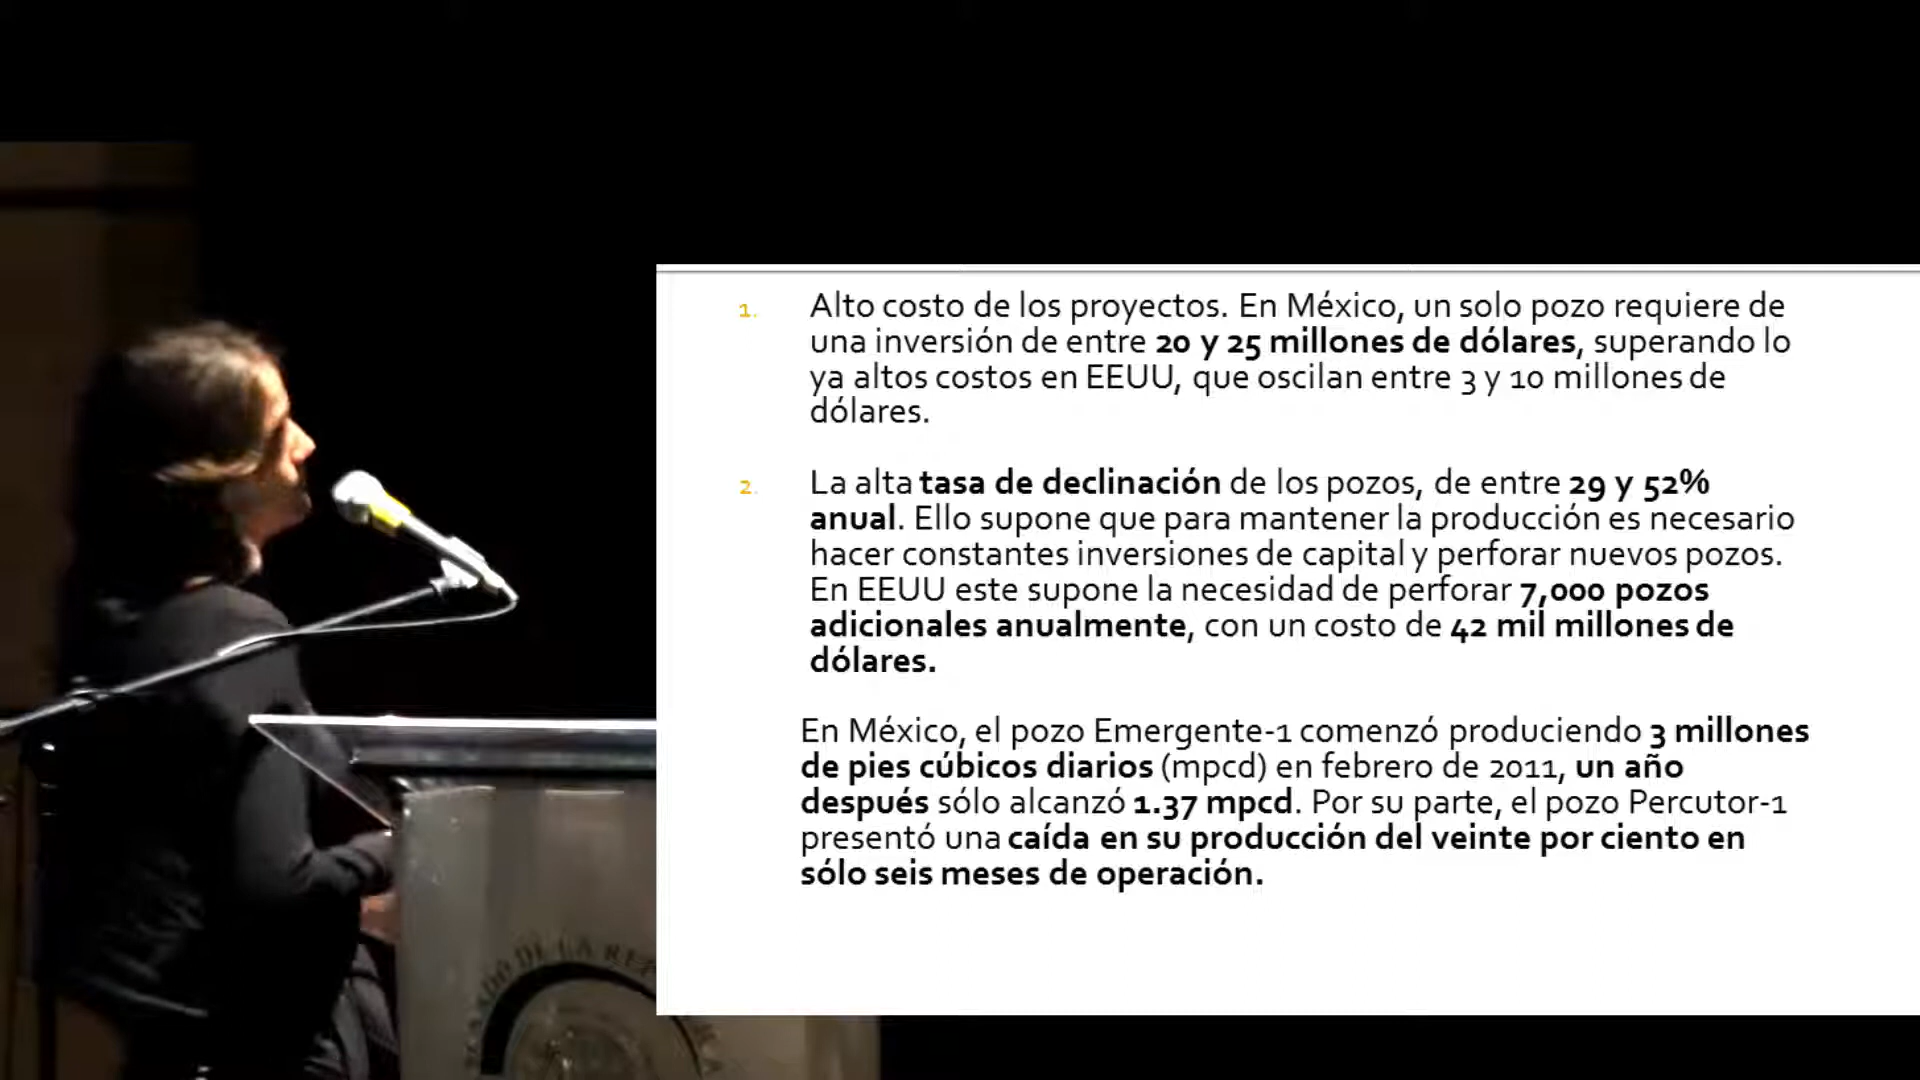 1. Alto costo de los proyectos. En México, un solo pozo requiere de
una inversión de entre 20 y 25 millones de dólares, superando lo
ya altos costos en EEUU, que oscilan entre 3 y 10 millones de
dólares.
2. La alta tasa de declinación de los pozos, de entre 29 y 52%
anual. Ello supone que para mantener la producción es necesario
hacer constantes inversiones de capital y perforar nuevos pozos.
En EEUU este supone la necesidad de perforar 7,000 pozos
adicionales anualmente, con un costo de 42 mil millones de
dólares.
En México, el pozo Emergente-1 comenzó produciendo 3 millones
de pies cúbicos diarios (mpcd) en febrero de 2011, un año
después sólo alcanzó 1.37 mpcd. Por su parte, el pozo Percutor-1
presentó una caída en su producción del veinte por ciento en
sólo seis meses de operación.
DE LA